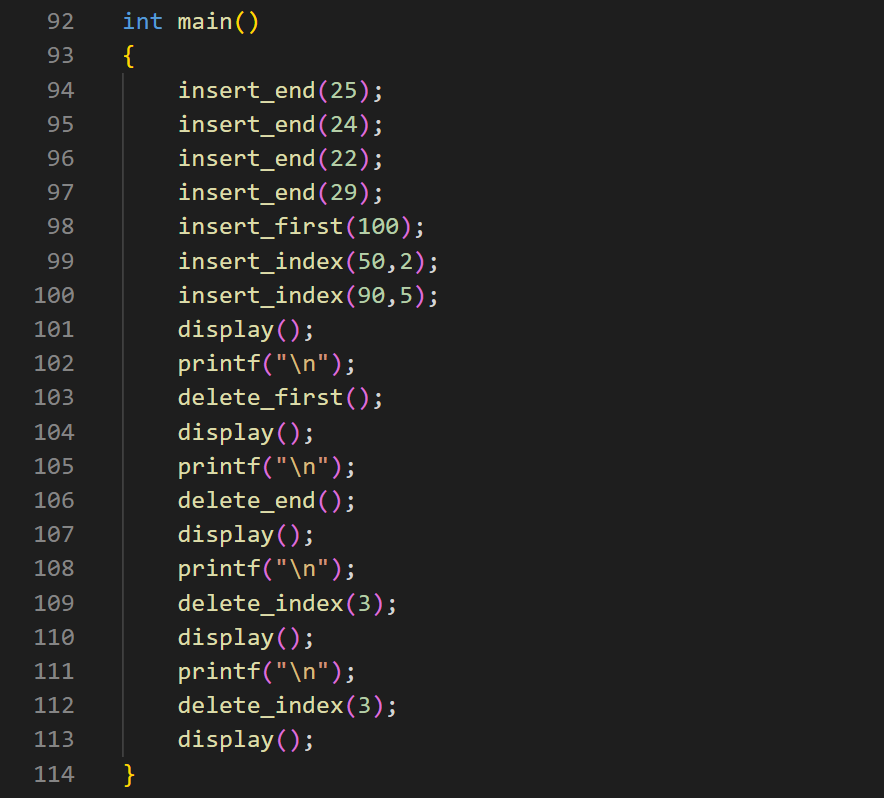 92 int main()
93 {
94     insert_end(25);
95     insert_end(24);
96     insert_end(22);
97     insert_end(29);
98     insert_first(100);
99     insert_index(50,2);
100     insert_index(90,5);
101     display();
102     printf("\n");
103     delete_first();
104     display();
105     printf("\n");
106     delete_end();
107     display();
108     printf("\n");
109     delete_index(3);
110     display();
111     printf("\n");
112     delete_index(3);
113     display();
114 }